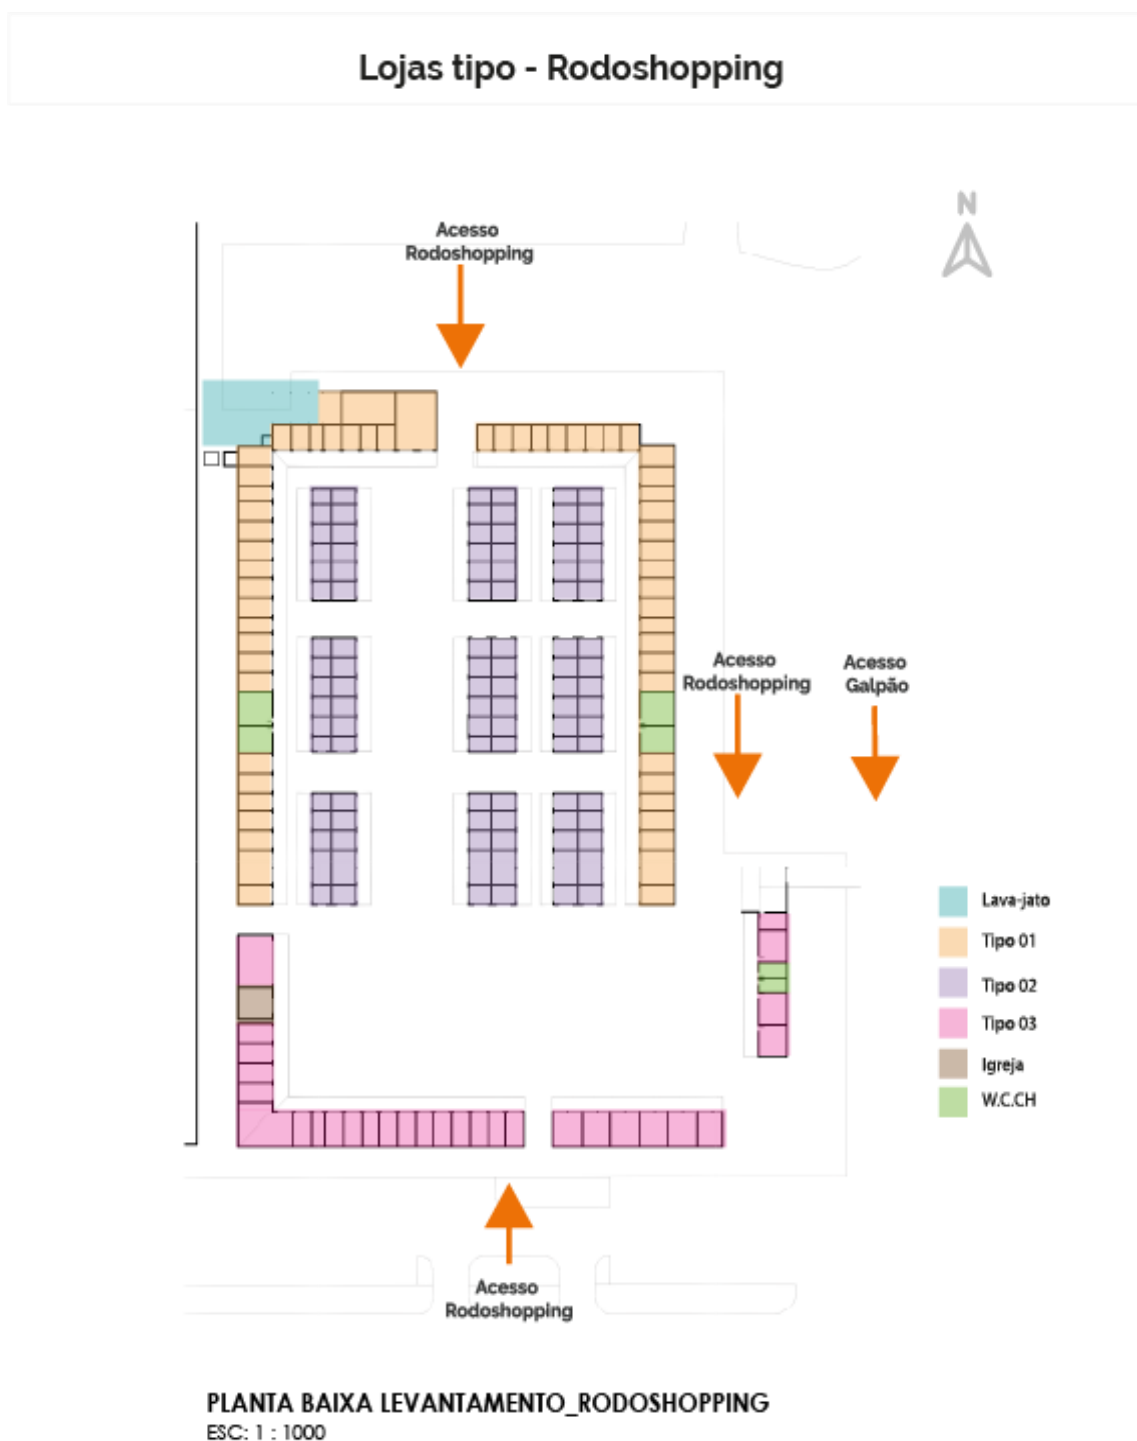 Lojas tipo - Rodoshopping
N
Acesso
Rodoshopping
Acesso
Rodoshopping
Acesso
Galpão
Lava-jato
Tipo 01
Tipo 02
Tipo 03
Igreja
W.C.CH
Acesso
Rodoshopping
PLANTA BAIXA LEVANTAMENTO_RODOSHOPPING
ESC: 1 : 1000